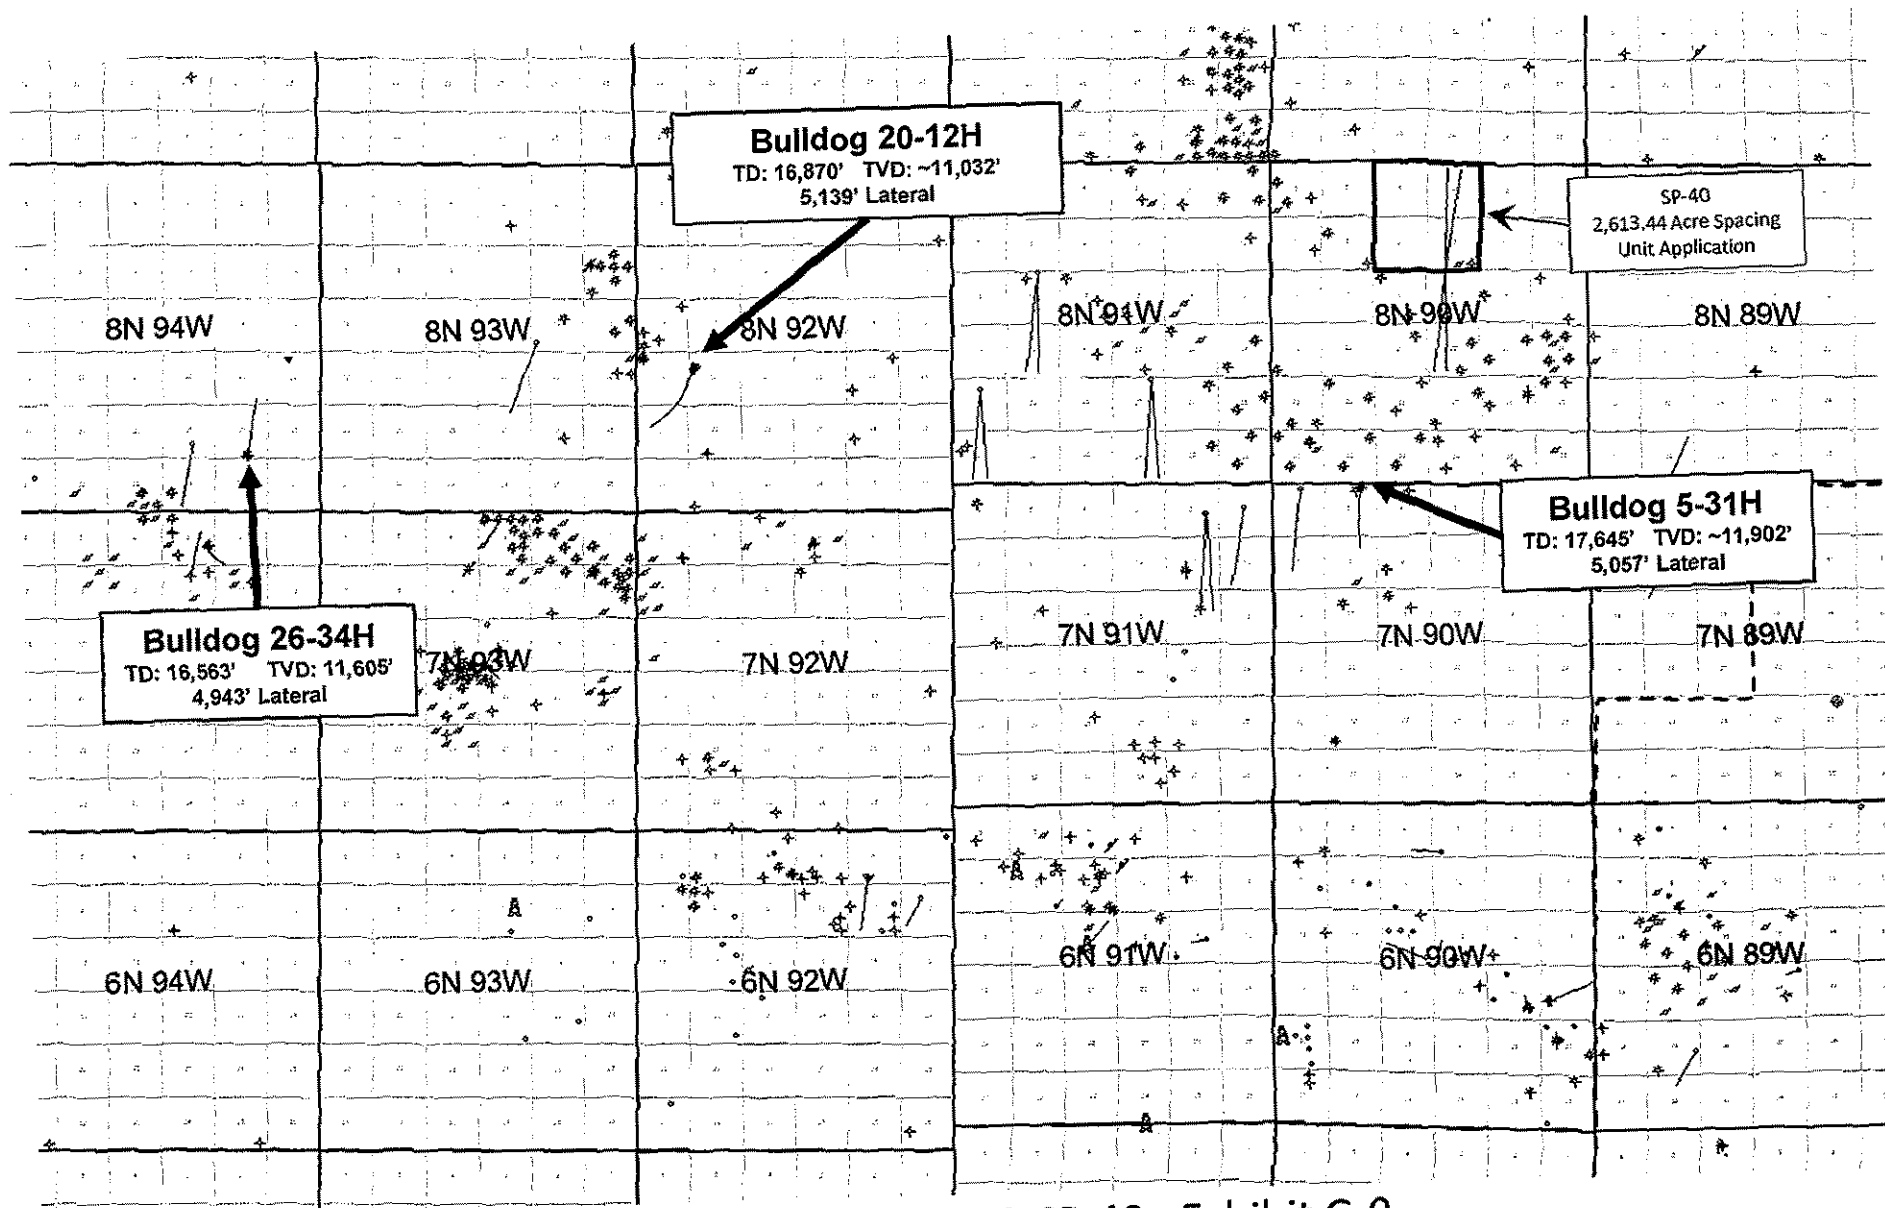 Bulldog 20-12H
TD: 16,870' TVD: ~11,032'
5,139' Lateral
SP-40
2,613.44 Acre Spacing
Unit Application
8N 94W
8N 93W
8N 92W
8N 91W
8N 90W
8N 89W
Bulldog 5-31H
TD: 17,645' TVD: ~11,902'
5,057' Lateral
Bulldog 26-34H
TD: 16,563' TVD: 11,605'
4,943' Lateral
7N 93W
7N 92W
7N 91W
7N 90W
7N 89W
6N 94W
6N 93W
6N 92W
6N 91W
6N 90W
6N 89W